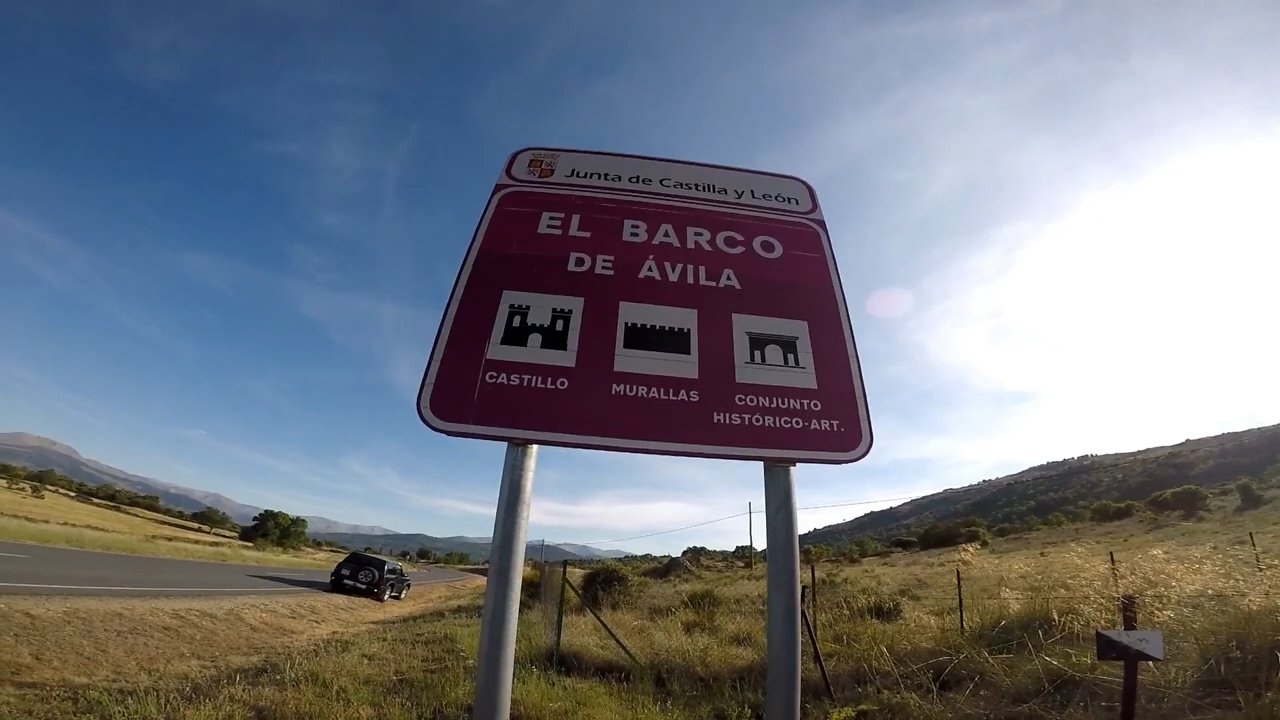 Junta de Castilla y León
EL BARCO
DE ÁVILA
CASTILLO
MURALLAS
CONJUNTO
HISTÓRICO-ART.